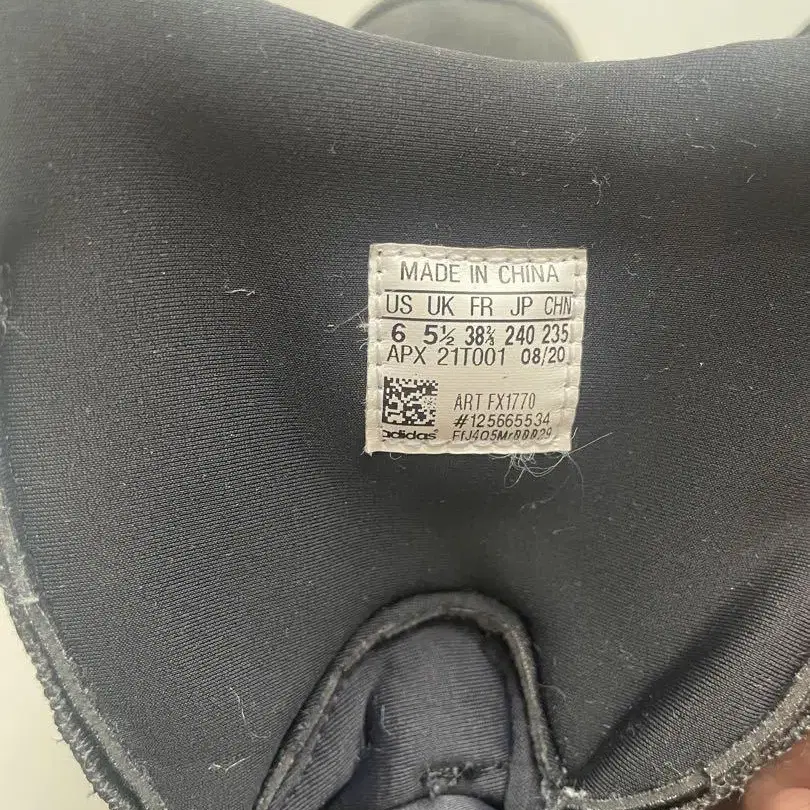 MADE IN CHINA
US UK FR JP CHN
6 5½ 38⅔ 240 235
APX 21T001 08/20
ART FX1770
#125665534
adidas